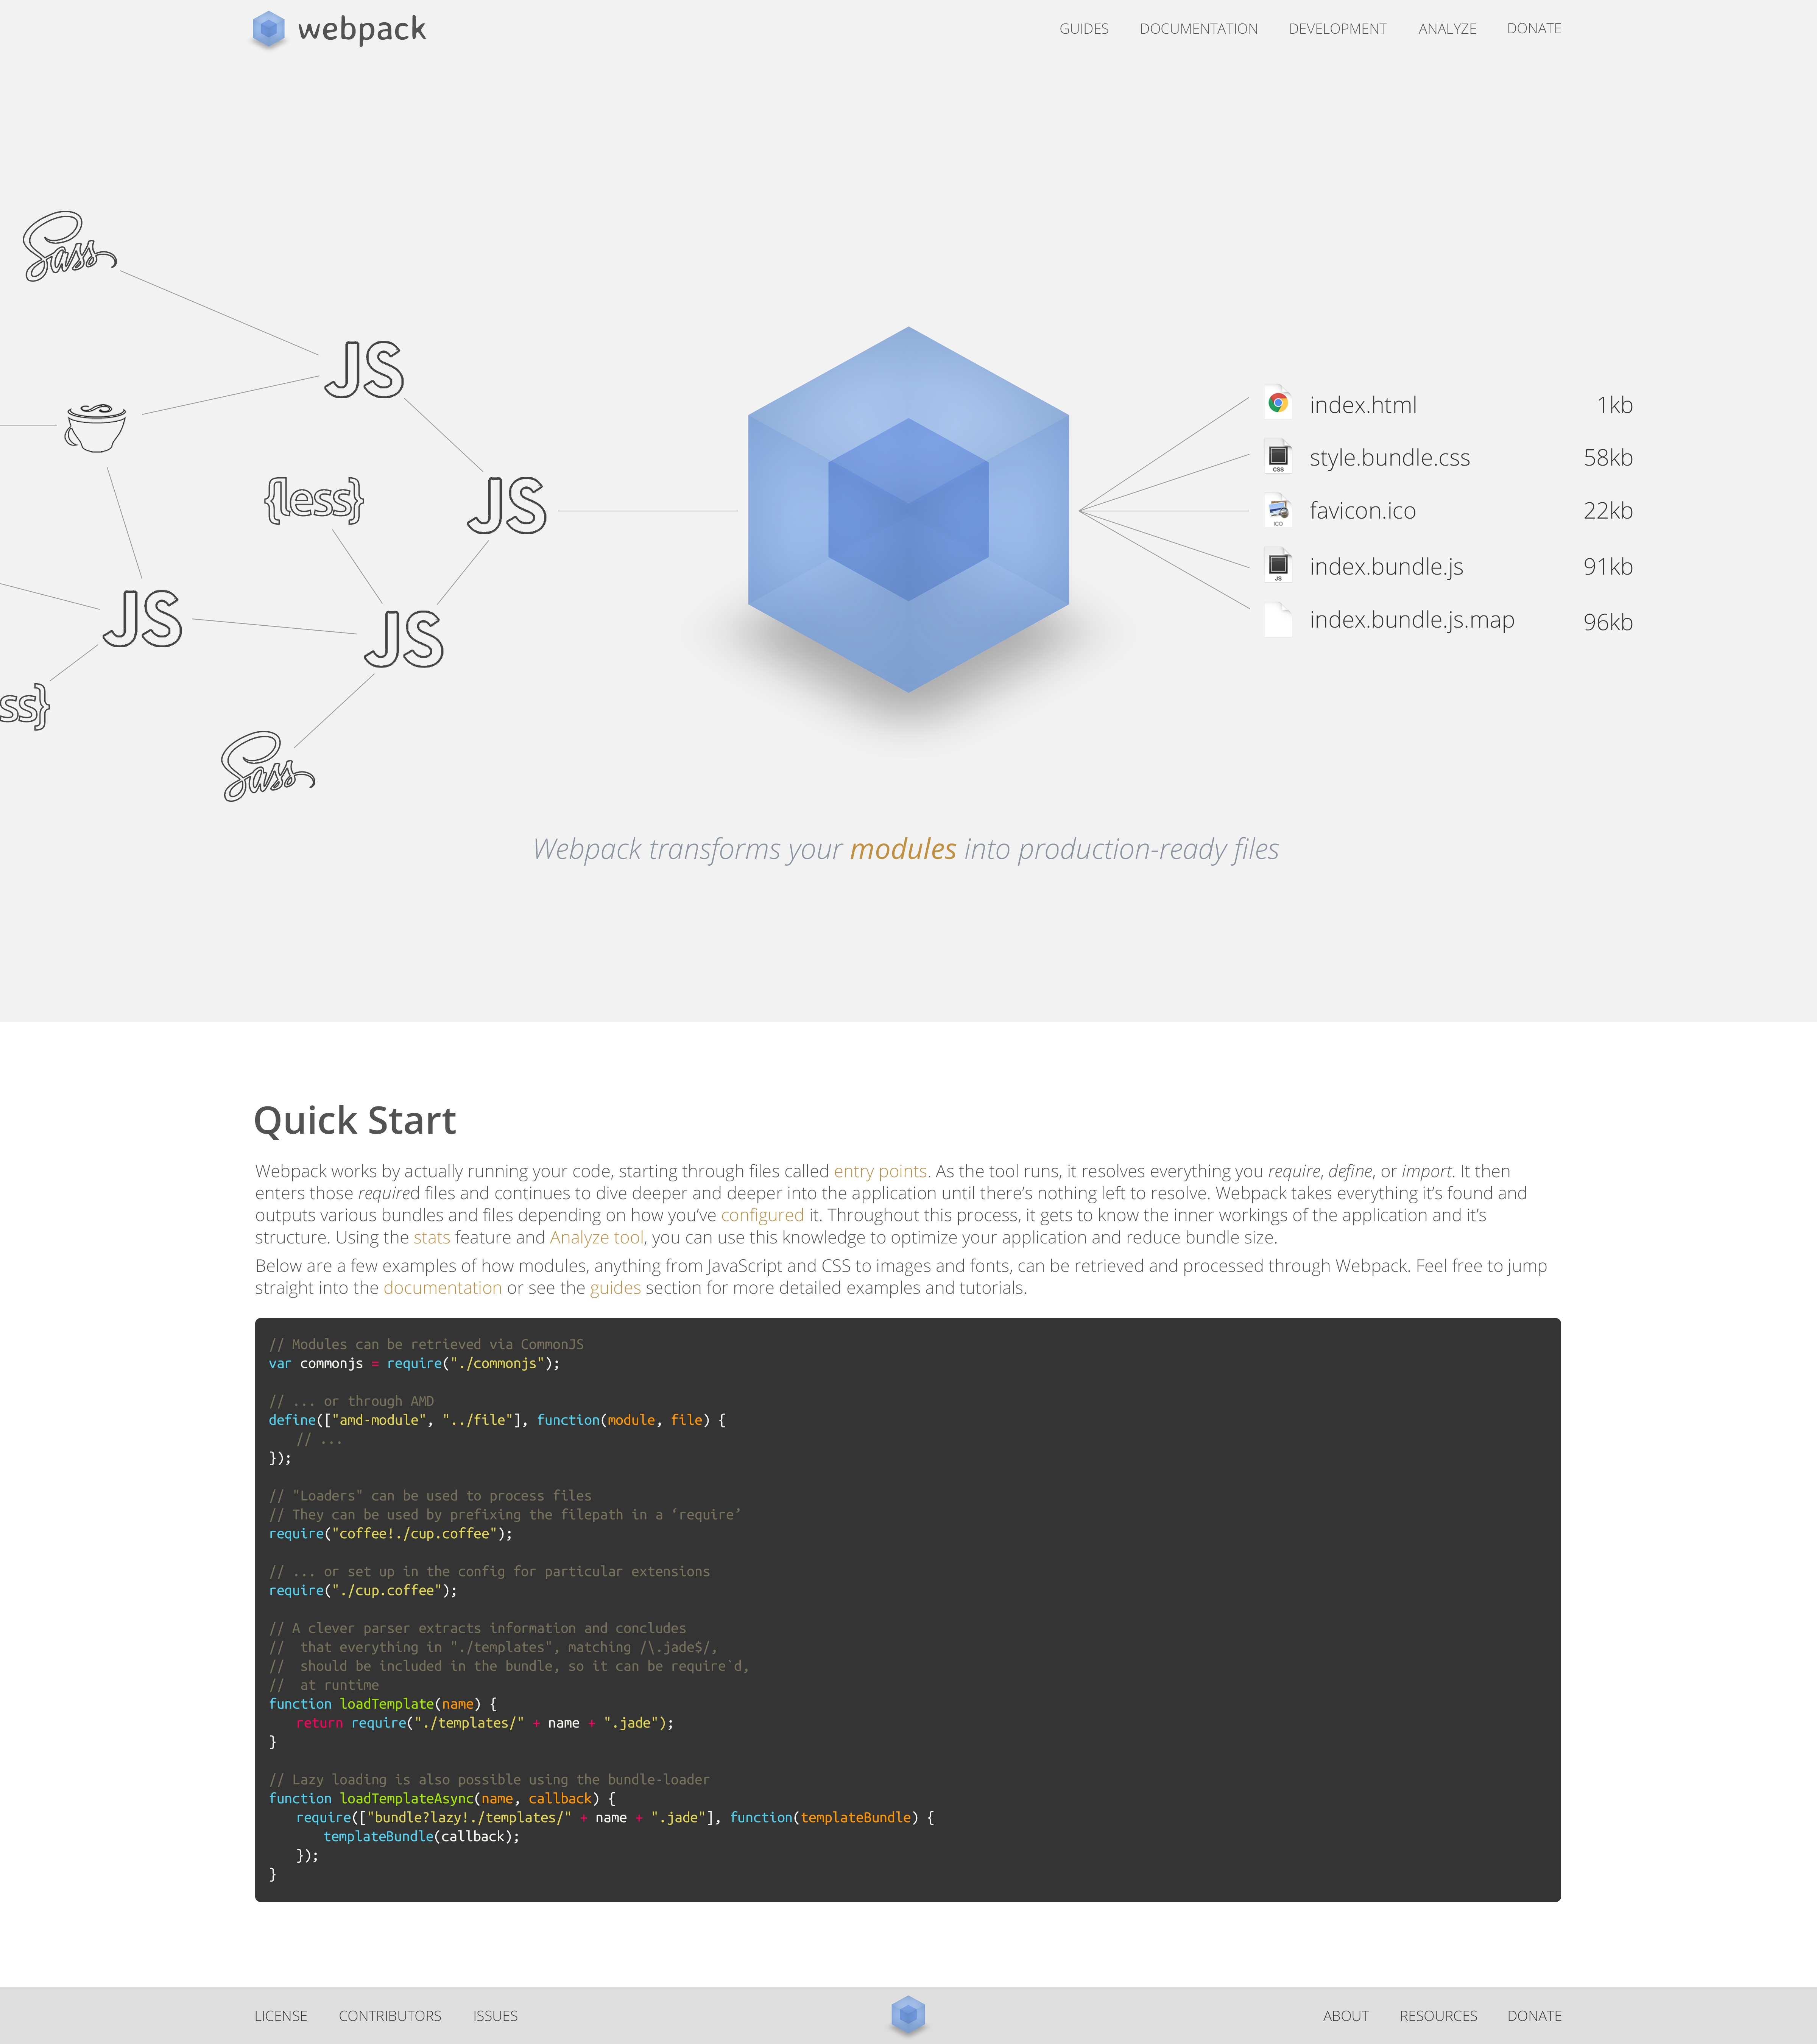 webpack
GUIDES DOCUMENTATION DEVELOPMENT ANALYZE DONATE
Sass
JS
{less}
JS
JS
JS
ss}
Sass
index.html 1kb
style.bundle.css 58kb
CSS
favicon.ico 22kb
ICO
index.bundle.js 91kb
JS
index.bundle.js.map 96kb
Webpack transforms your modules into production-ready files
Quick Start
Webpack works by actually running your code, starting through files called entry points. As the tool runs, it resolves everything you require, define, or import. It then
enters those required files and continues to dive deeper and deeper into the application until there’s nothing left to resolve. Webpack takes everything it’s found and
outputs various bundles and files depending on how you’ve configured it. Throughout this process, it gets to know the inner workings of the application and it’s
structure. Using the stats feature and Analyze tool, you can use this knowledge to optimize your application and reduce bundle size.
Below are a few examples of how modules, anything from JavaScript and CSS to images and fonts, can be retrieved and processed through Webpack. Feel free to jump
straight into the documentation or see the guides section for more detailed examples and tutorials.
// Modules can be retrieved via CommonJS
var commonjs = require("./commonjs");
// ... or through AMD
define(["amd-module", "../file"], function(module, file) {
// ...
});
// "Loaders" can be used to process files
// They can be used by prefixing the filepath in a ‘require’
require("coffee!./cup.coffee");
// ... or set up in the config for particular extensions
require("./cup.coffee");
// A clever parser extracts information and concludes
//  that everything in "./templates", matching /\.jade$/,
//  should be included in the bundle, so it can be require`d,
//  at runtime
function loadTemplate(name) {
return require("./templates/" + name + ".jade");
}
// Lazy loading is also possible using the bundle-loader
function loadTemplateAsync(name, callback) {
require(["bundle?lazy!./templates/" + name + ".jade"], function(templateBundle) {
templateBundle(callback);
});
}
LICENSE CONTRIBUTORS ISSUES ABOUT RESOURCES DONATE